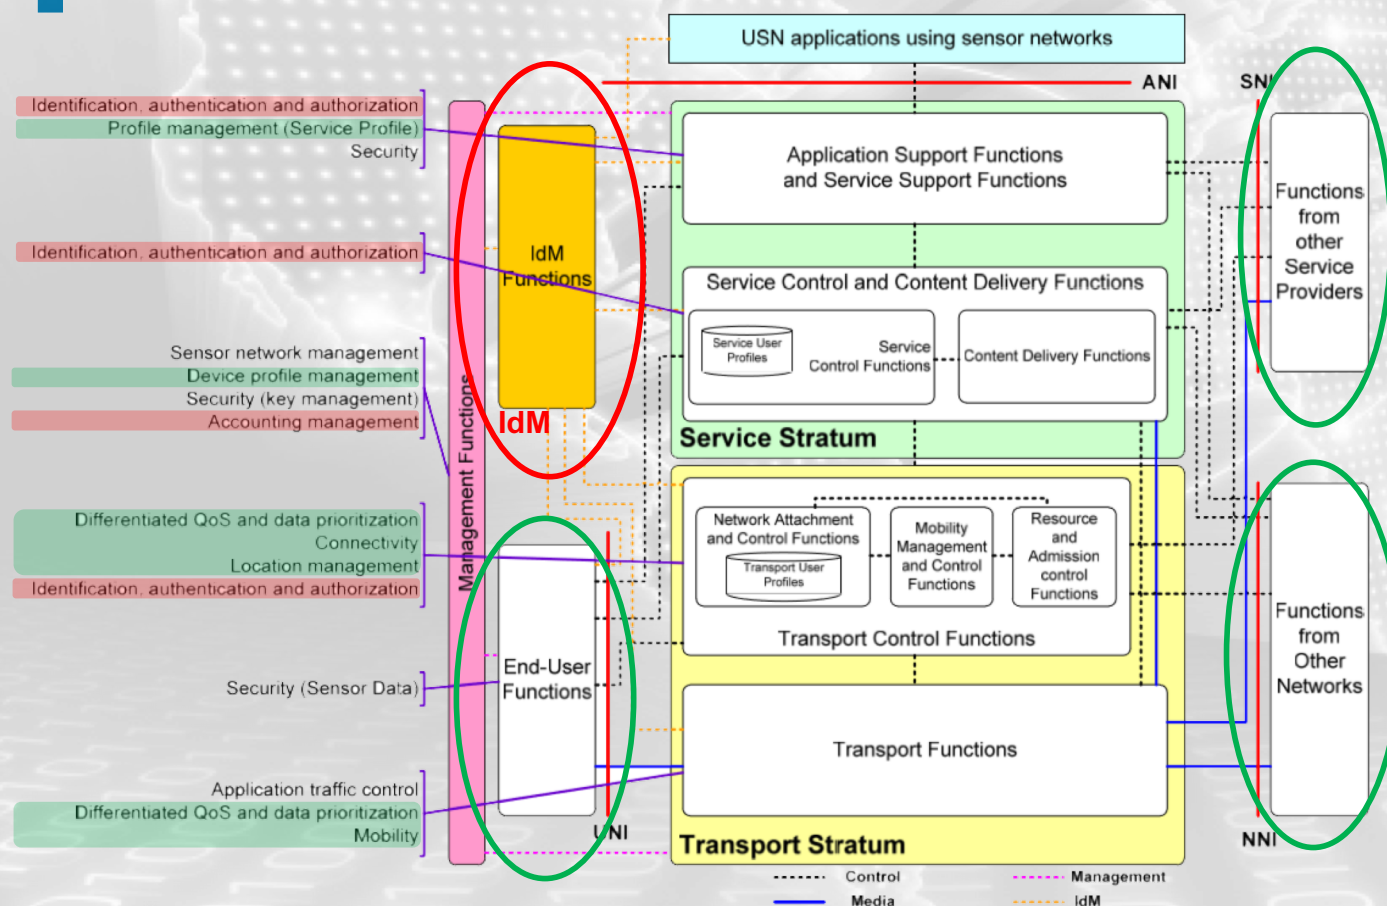 USN applications using sensor networks
ANI
SNI
Identification, authentication and authorization
Profile management (Service Profile)
Security
Identification, authentication and authorization
Sensor network management
Device profile management
Security (key management)
Accounting management
Differentiated QoS and data prioritization
Connectivity
Location management
Identification, authentication and authorization
Security (Sensor Data)
Application traffic control
Differentiated QoS and data prioritization
Mobility
Management Functions
IdM
Functions
IdM
End-User
Functions
UNI
Application Support Functions
and Service Support Functions
Service Control and Content Delivery Functions
Service User
Profiles
Service
Control Functions
Content Delivery Functions
Service Stratum
Network Attachment
and Control Functions
Transport User
Profiles
Mobility
Management
and Control
Functions
Resource
and
Admission
control
Functions
Transport Control Functions
Transport Functions
Transport Stratum
Functions
from
other
Service
Providers
Functions
from
Other
Networks
NNI
Control
Management
Media
IdM